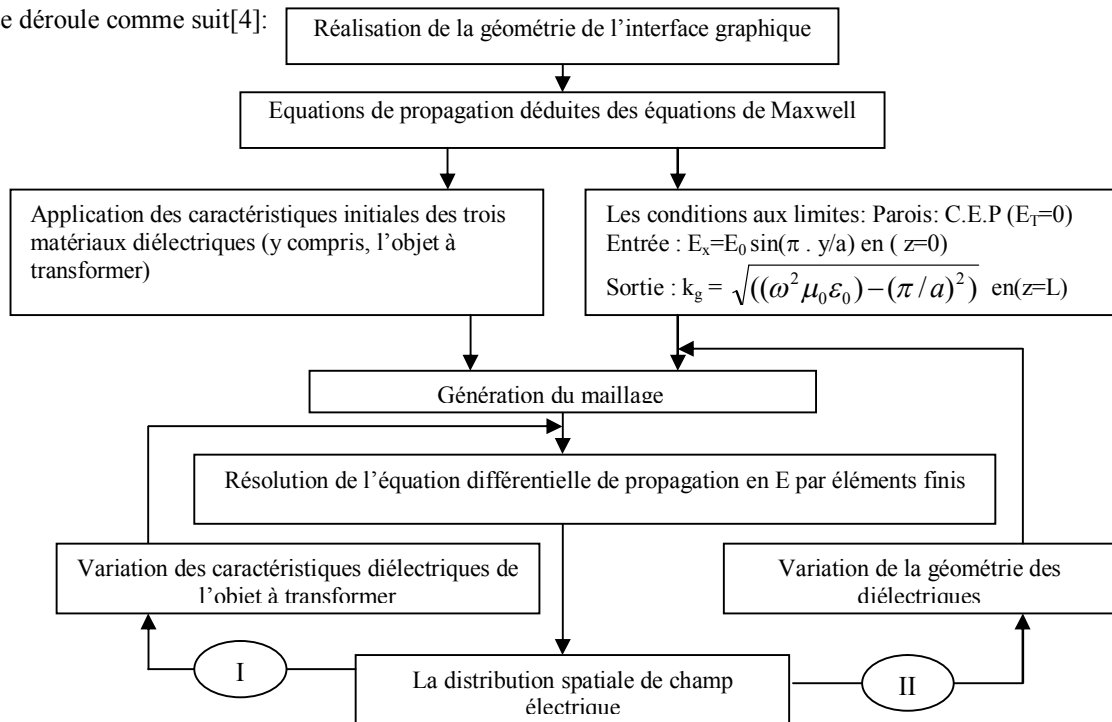 e déroule comme suit[4]:
Réalisation de la géométrie de l’interface graphique
Equations de propagation déduites des équations de Maxwell
Application des caractéristiques initiales des trois
matériaux diélectriques (y compris, l’objet à
transformer)
Les conditions aux limites: Parois: C.E.P (E_T=0)
Entrée : E_x=E_0 sin(π . y/a) en ( z=0)
Sortie : k_g = √((ω²μ₀ε₀)−(π/a)²) en(z=L)
Génération du maillage
Résolution de l’équation différentielle de propagation en E par éléments finis
Variation des caractéristiques diélectriques de
l’objet à transformer
Variation de la géométrie des
diélectriques
I
La distribution spatiale de champ
électrique
II